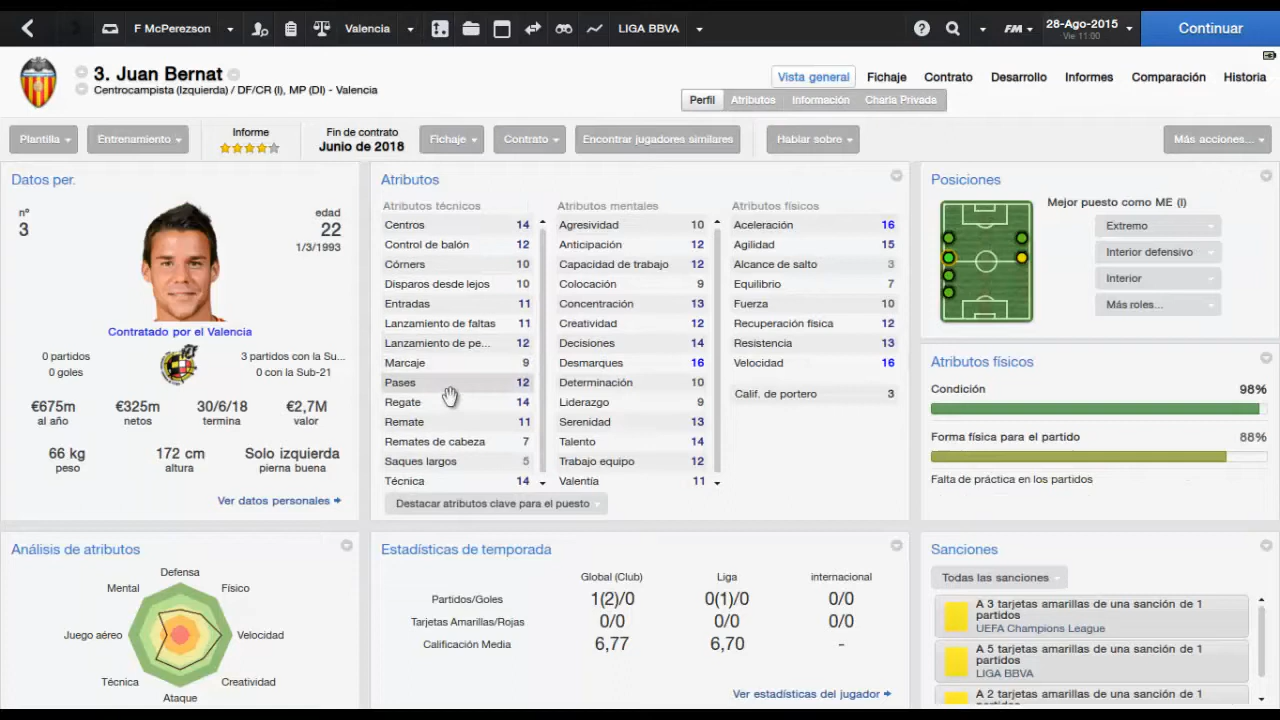 F McPerezson
Valencia
LIGA BBVA
FM
28-Ago-2015
Vie 11:00
Continuar
3. Juan Bernat
Centrocampista (Izquierda) / DF/CR (I), MP (DI) - Valencia
Vista general Fichaje Contrato Desarrollo Informes Comparación Historia
Perfil Atributos Información Charla Privada
Plantilla
Entrenamiento
Informe
Fin de contrato
Junio de 2018
Fichaje
Contrato
Encontrar jugadores similares
Hablar sobre
Más acciones...
Datos per.
nº
3
edad
22
1/3/1993
Contratado por el Valencia
0 partidos
0 goles
3 partidos con la Su...
0 con la Sub-21
€675m €325m 30/6/18 €2,7M
al año netos termina valor
66 kg 172 cm Solo izquierda
peso altura pierna buena
Ver datos personales
Atributos
Atributos técnicos
Centros 14
Control de balón 12
Córners 10
Disparos desde lejos 10
Entradas 11
Lanzamiento de faltas 11
Lanzamiento de pe... 12
Marcaje 9
Pases 12
Regate 14
Remate 11
Remates de cabeza 7
Saques largos 5
Técnica 14
Atributos mentales
Agresividad 10
Anticipación 12
Capacidad de trabajo 12
Colocación 9
Concentración 13
Creatividad 12
Decisiones 14
Desmarques 16
Determinación 10
Liderazgo 9
Serenidad 13
Talento 14
Trabajo equipo 12
Valentía 11
Atributos físicos
Aceleración 16
Agilidad 15
Alcance de salto 3
Equilibrio 7
Fuerza 10
Recuperación física 12
Resistencia 13
Velocidad 16
Calif. de portero 3
Destacar atributos clave para el puesto
Posiciones
Mejor puesto como ME (I)
Extremo
Interior defensivo
Interior
Más roles...
Atributos físicos
Condición 98%
Forma física para el partido 88%
Falta de práctica en los partidos
Análisis de atributos
Defensa
Mental Físico
Juego aéreo Velocidad
Técnica Creatividad
Ataque
Estadísticas de temporada
Global (Club) Liga internacional
Partidos/Goles 1(2)/0 0(1)/0 0/0
Tarjetas Amarillas/Rojas 0/0 0/0 0/0
Calificación Media 6,77 6,70 -
Ver estadísticas del jugador
Sanciones
Todas las sanciones
A 3 tarjetas amarillas de una sanción de 1
partidos
UEFA Champions League
A 5 tarjetas amarillas de una sanción de 1
partidos
LIGA BBVA
A 2 tarjetas amarillas de una sanción de 1
partidos